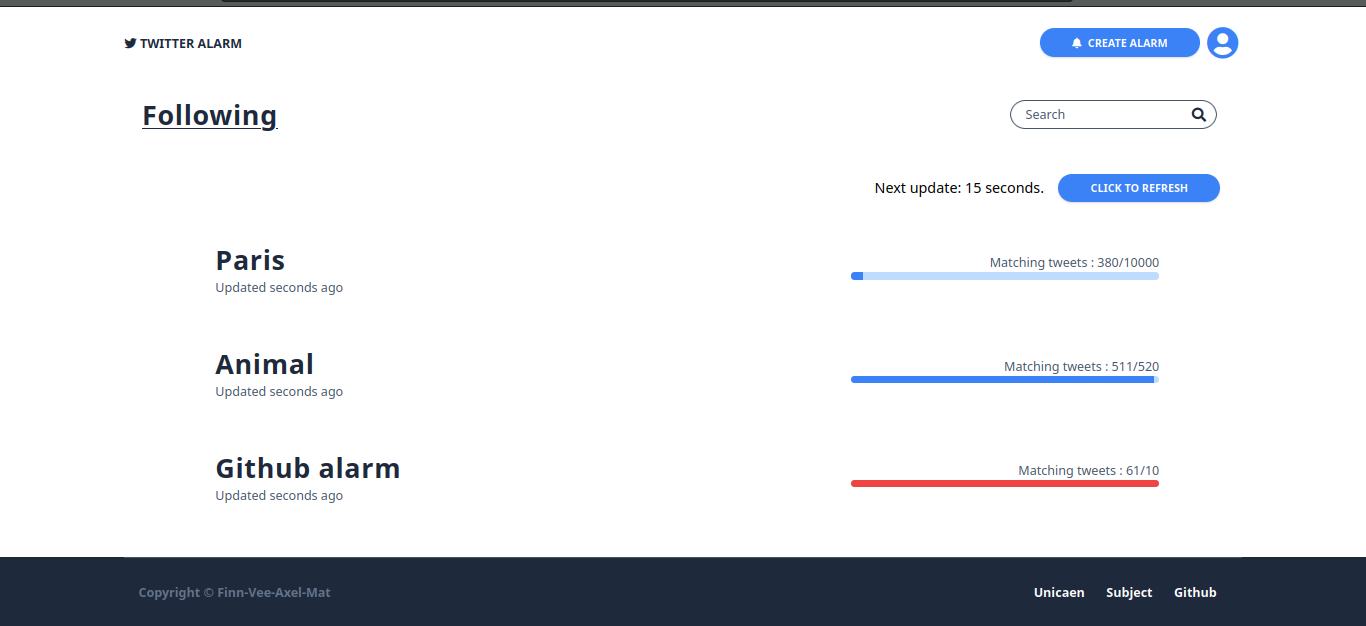 TWITTER ALARM
CREATE ALARM
Following
Search
Next update: 15 seconds.
CLICK TO REFRESH
Paris
Matching tweets : 380/10000
Updated seconds ago
Animal
Matching tweets : 511/520
Updated seconds ago
Github alarm
Matching tweets : 61/10
Updated seconds ago
Copyright © Finn-Vee-Axel-Mat
Unicaen
Subject
Github